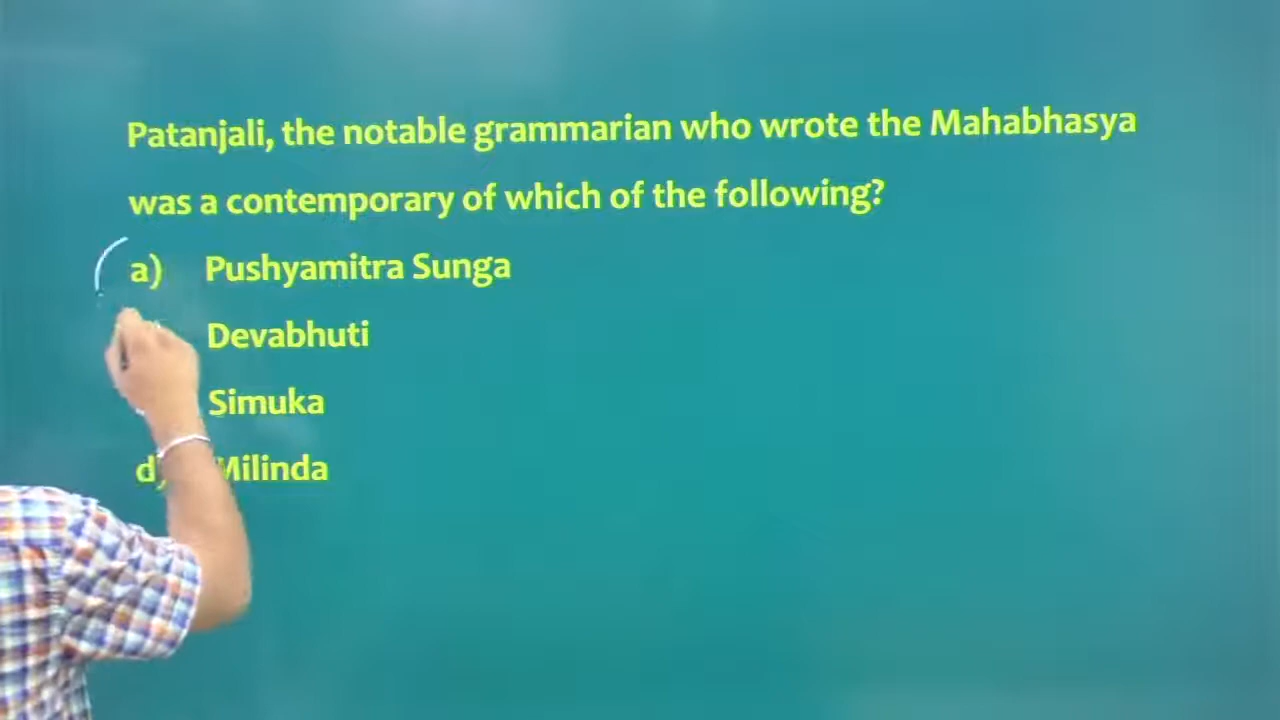 Patanjali, the notable grammarian who wrote the Mahabhasya
was a contemporary of which of the following?
a) Pushyamitra Sunga
Devabhuti
Simuka
d) Milinda